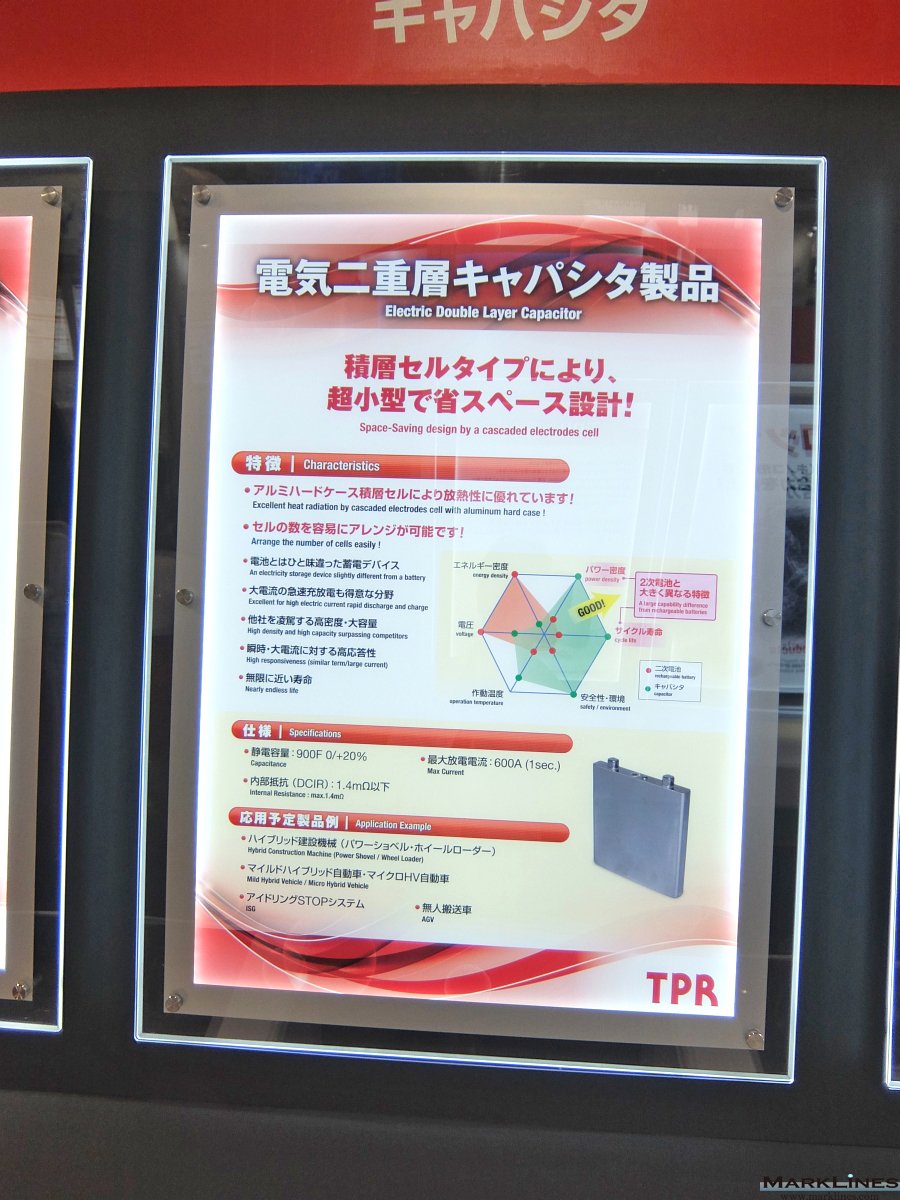 キャパシタ
電気二重層キャパシタ製品
Electric Double Layer Capacitor
積層セルタイプにより、
超小型で省スペース設計!
Space-Saving design by a cascaded electrodes cell
特徴 | Characteristics
•アルミハードケース積層セルにより放熱性に優れています!
Excellent heat radiation by cascaded electrodes cell with aluminum hard case !
•セルの数を容易にアレンジが可能です!
Arrange the number of cells easily !
•電池とはひと味違った蓄電デバイス
An electricity storage device slightly different from a battery
•大電流の急速充放電も得意な分野
Excellent for high electric current rapid discharge and charge
•他社を凌駕する高密度・大容量
High density and high capacity surpassing competitors
•瞬時・大電流に対する高応答性
High responsiveness (similar term/large current)
•無限に近い寿命
Nearly endless life
エネルギー密度
energy density
パワー密度
power density
2次電池と
大きく異なる特徴
A large capability difference
from rechargeable batteries
GOOD!
電圧
voltage
サイクル寿命
cycle life
作動温度
operation temperature
安全性・環境
safety / environment
二次電池
rechargeable battery
キャパシタ
capacitor
仕様 | Specifications
•静電容量:900F 0/+20%
Capacitance
•最大放電電流:600A (1sec.)
Max Current
•内部抵抗 (DCIR):1.4mΩ以下
Internal Resistance : max.1.4mΩ
応用予定製品例 | Application Example
•ハイブリッド建設機械 (パワーショベル・ホイールローダー)
Hybrid Construction Machine (Power Shovel / Wheel Loader)
•マイルドハイブリッド自動車・マイクロHV自動車
Mild Hybrid Vehicle / Micro Hybrid Vehicle
•アイドリングSTOPシステム
ISG
•無人搬送車
AGV
TPR
MARKLINES